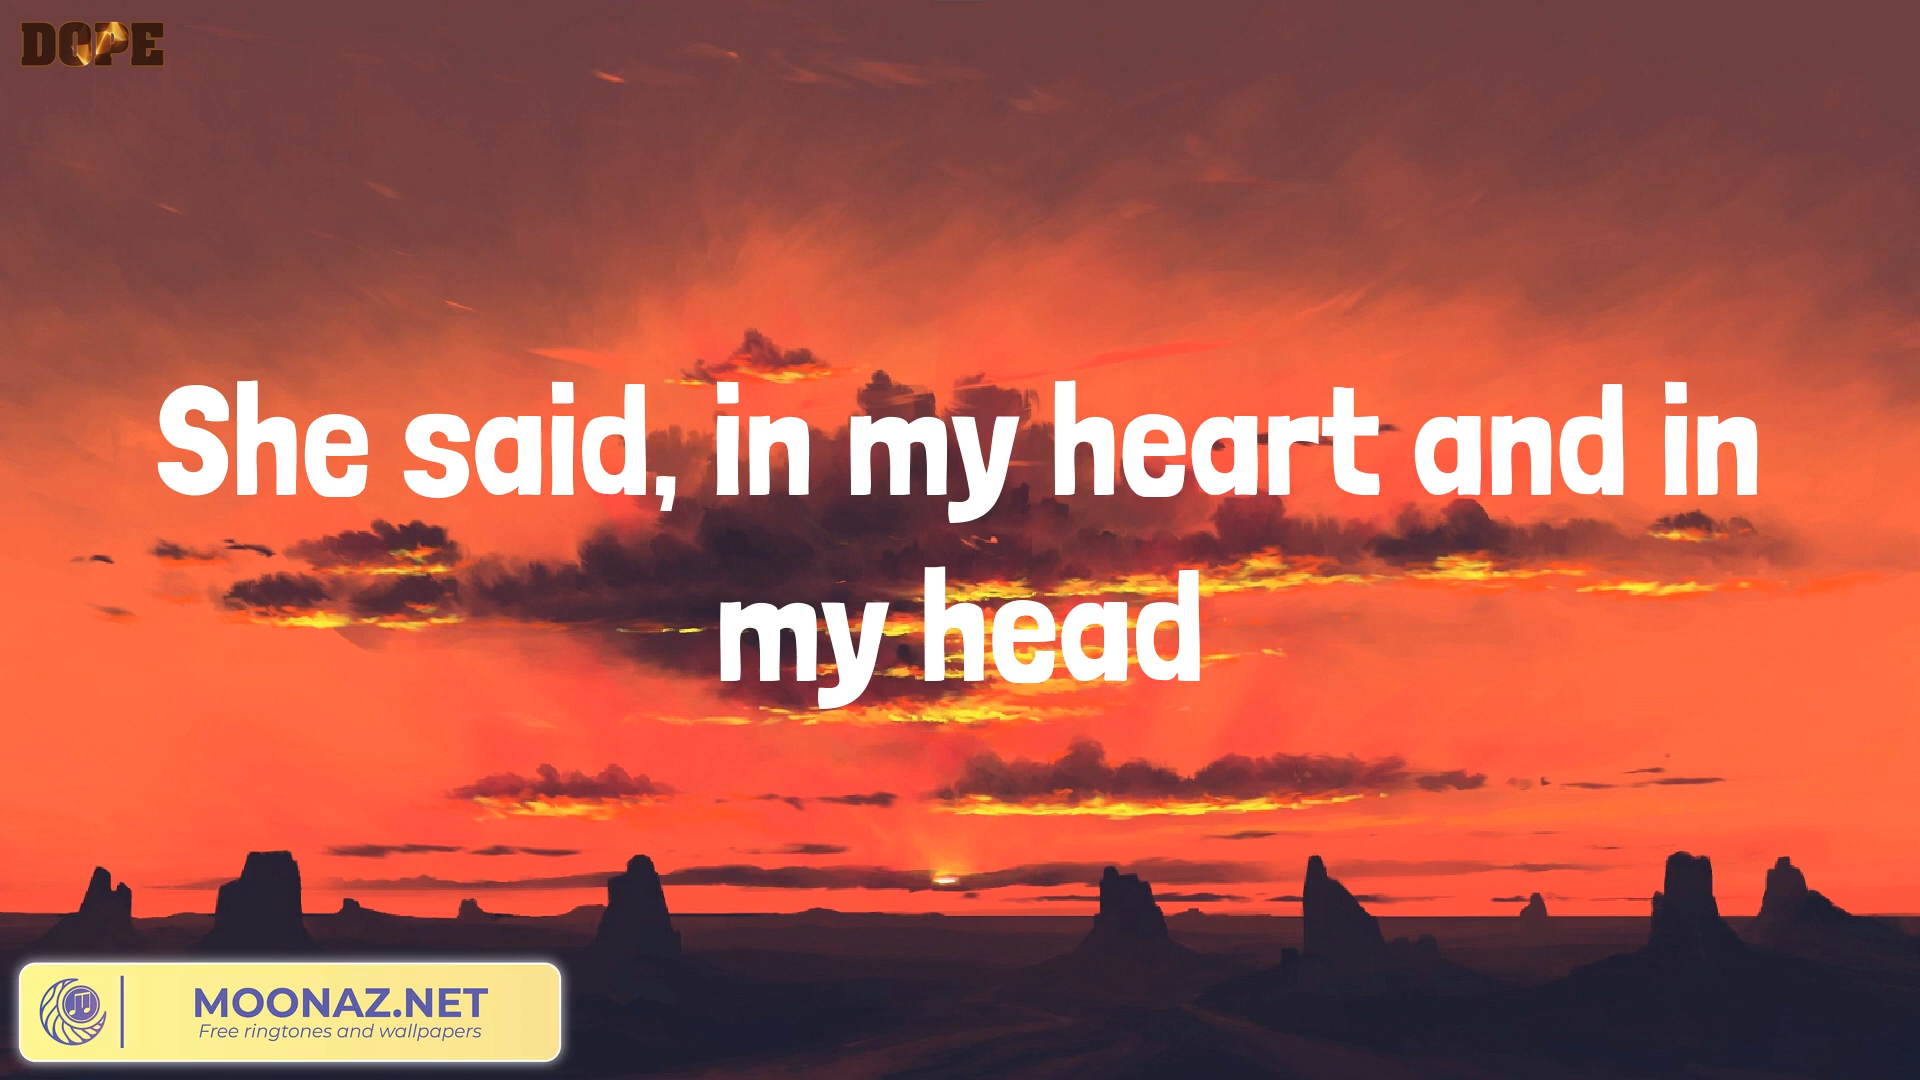 DOPE
She said, in my heart and in
my head
MOONAZ.NET
Free ringtones and wallpapers